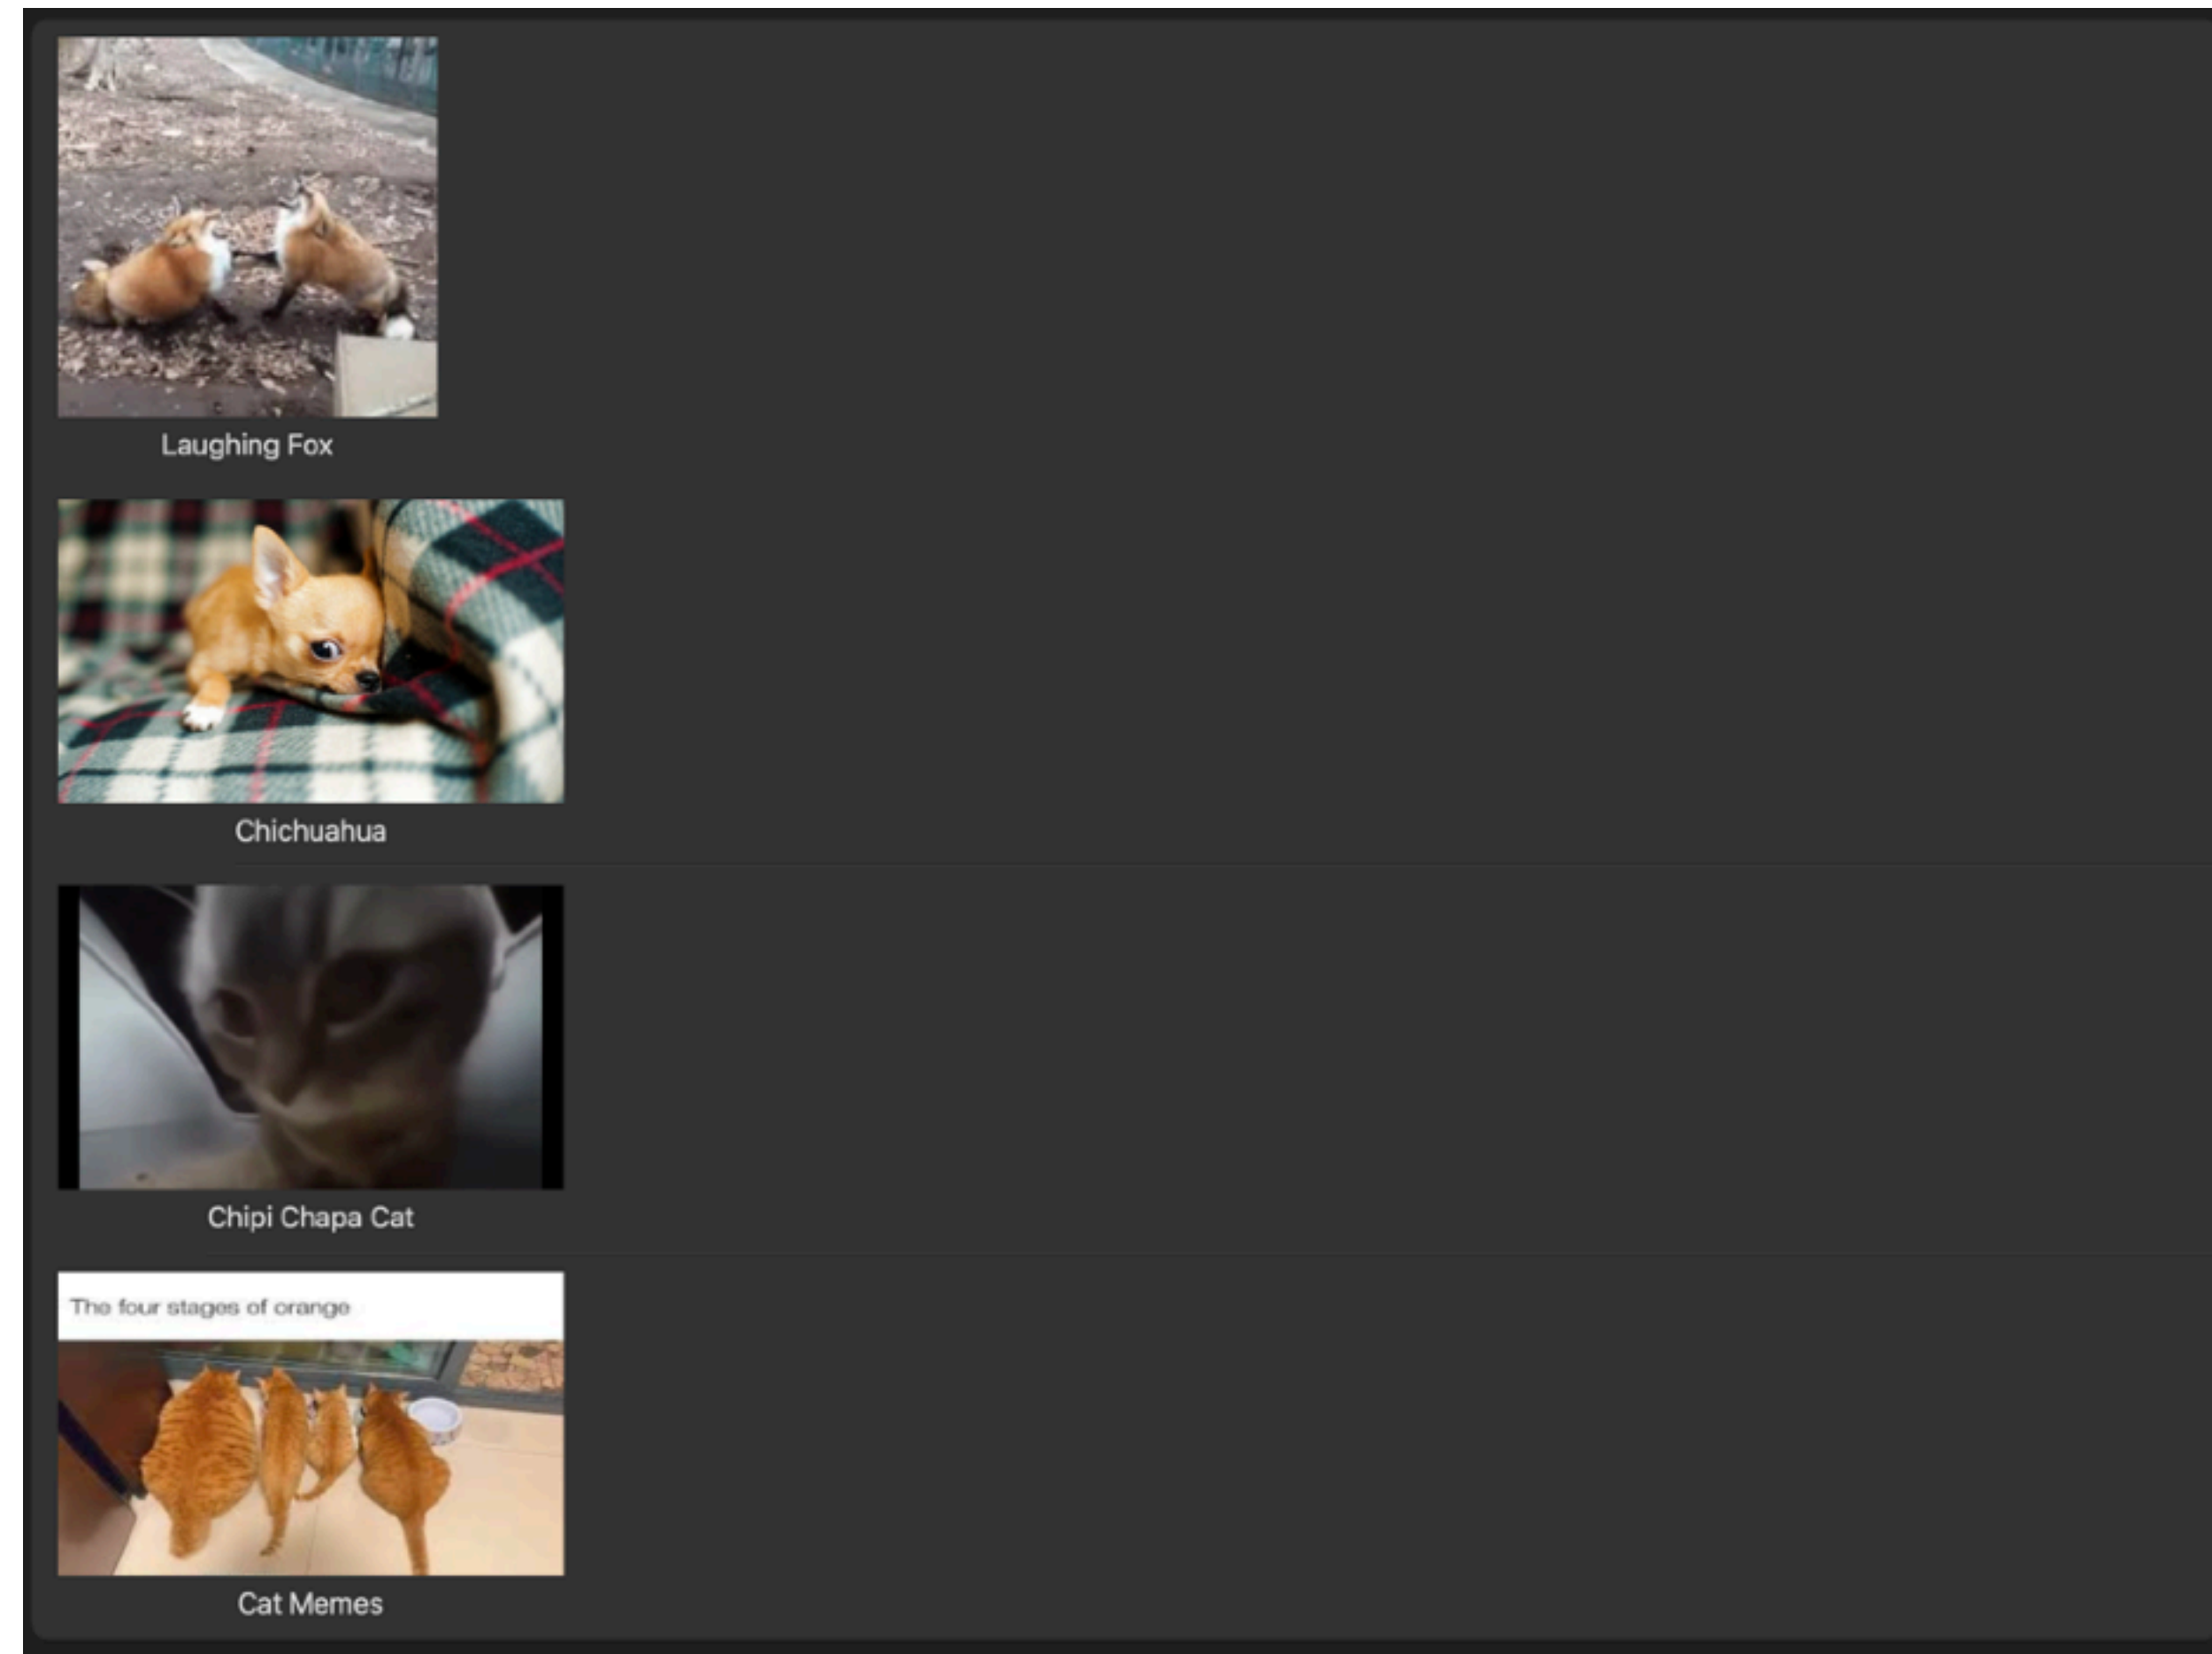 Laughing Fox
Chichuahua
Chipi Chapa Cat
The four stages of orange
Cat Memes